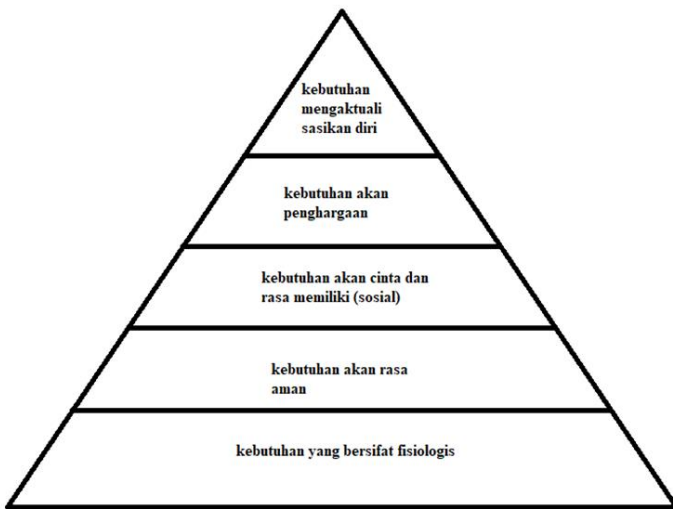 kebutuhan
mengaktuali
sasikan diri
kebutuhan akan
penghargaan
kebutuhan akan cinta dan
rasa memiliki (sosial)
kebutuhan akan rasa
aman
kebutuhan yang bersifat fisiologis